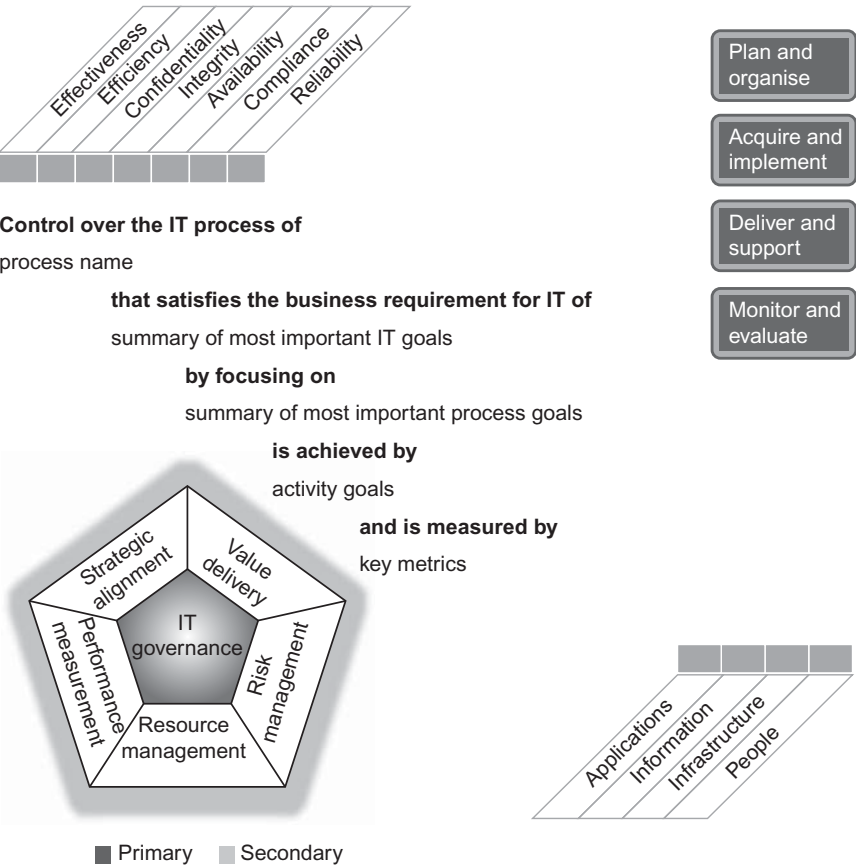 Effectiveness
Efficiency
Confidentiality
Integrity
Availability
Compliance
Reliability
Plan and
organise
Acquire and
implement
Deliver and
support
Monitor and
evaluate
Control over the IT process of
process name
that satisfies the business requirement for IT of
summary of most important IT goals
by focusing on
summary of most important process goals
is achieved by
activity goals
and is measured by
key metrics
Strategic
alignment
Value
delivery
IT
governance
Performance
measurement
Risk
management
Resource
management
Applications
Information
Infrastructure
People
Primary Secondary